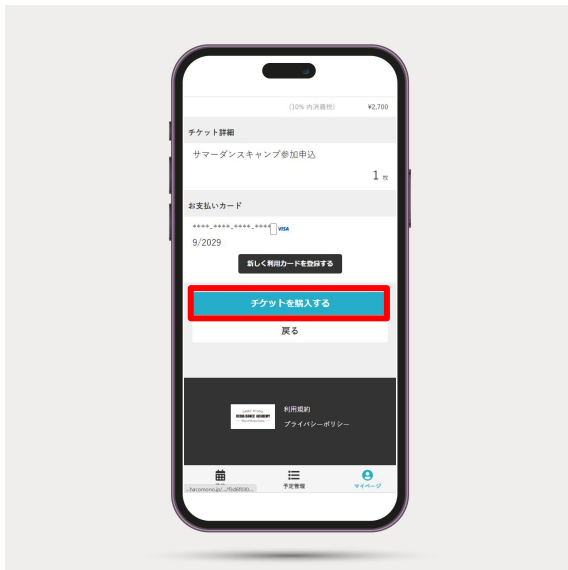 (10% 内消費税) ¥2,700
チケット詳細
サマーダンスキャンプ参加申込
1 枚
お支払いカード
****-****-****-**** VISA
9/2029
新しく利用カードを登録する
チケットを購入する
戻る
利用規約
プライバシーポリシー
予定管理
マイページ